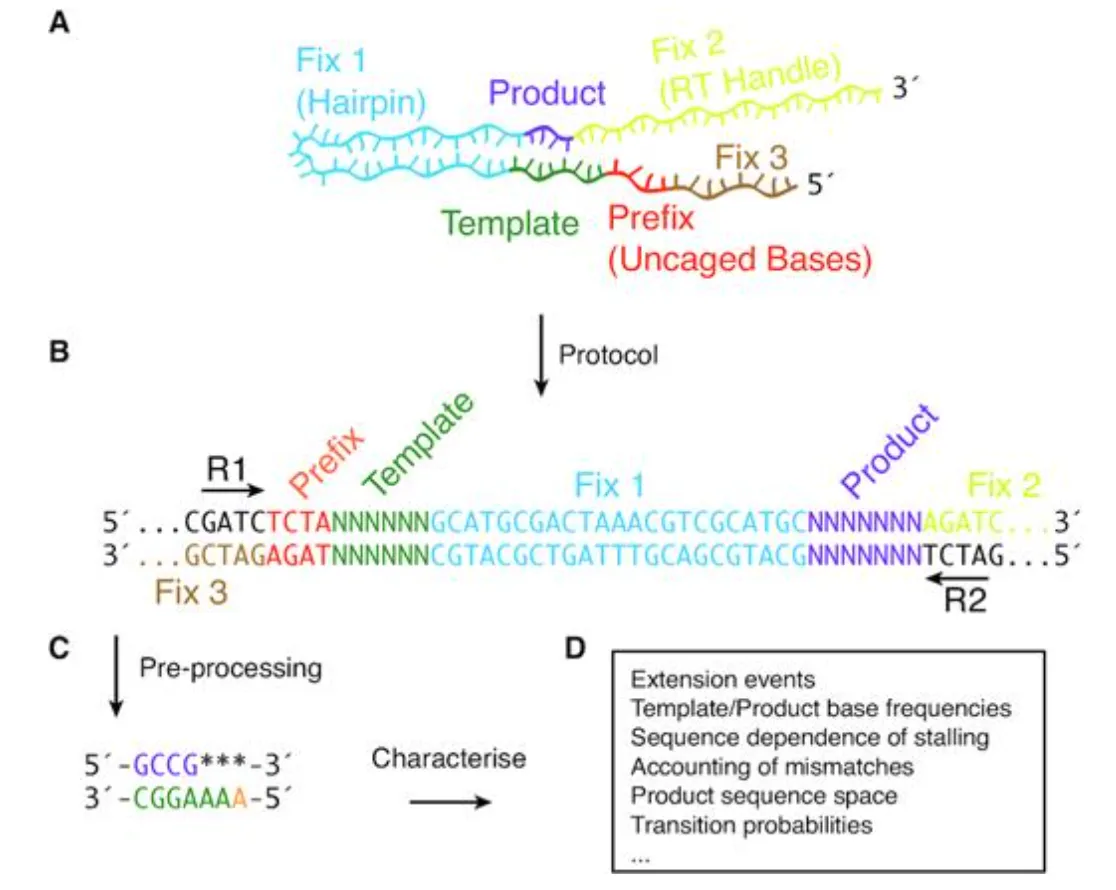 A
Fix 1
(Hairpin)
Product
Fix 2
(RT Handle)
3´
Fix 3
5´
Template
Prefix
(Uncaged Bases)
Protocol
B
R1
Prefix
Template
Fix 1
Product
Fix 2
5´...CGATCTCTANNNNNNGCATGCGACTAAACGTCGCATGCNNNNNNNAGATC...3´
3´...GCTAGAGATNNNNNNCGTACGCTGATTTGCAGCGTACGNNNNNNNTCTAG...5´
Fix 3
R2
C
Pre-processing
5´-GCCG***-3´
3´-CGGAAAA-5´
Characterise
D
Extension events
Template/Product base frequencies
Sequence dependence of stalling
Accounting of mismatches
Product sequence space
Transition probabilities
...